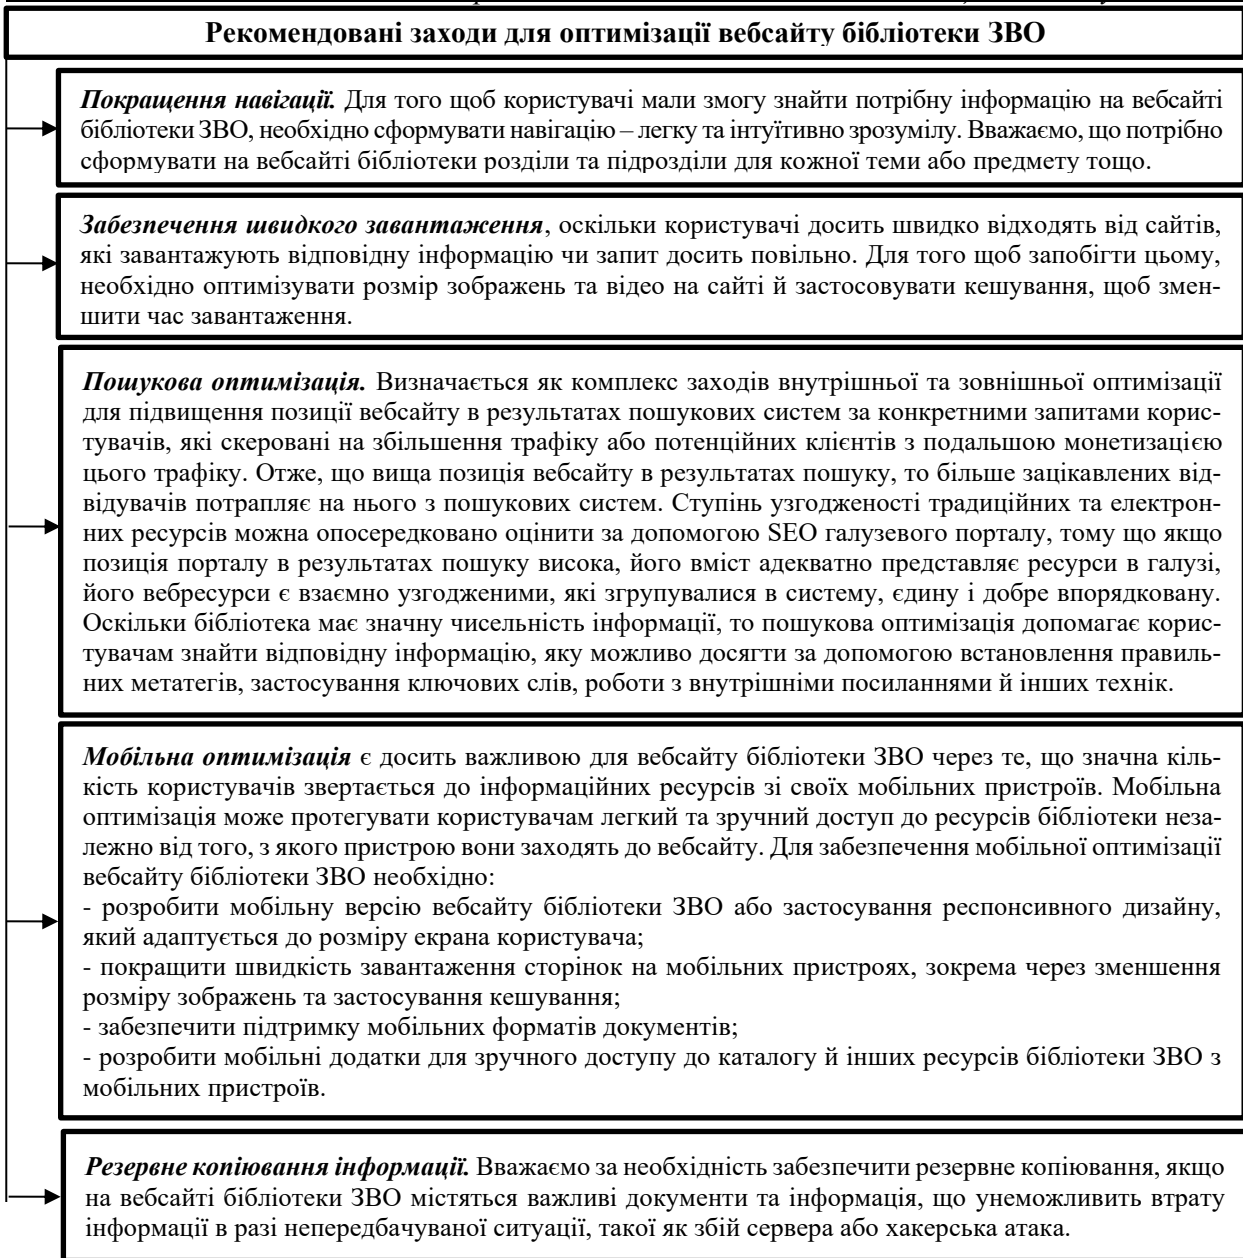 Рекомендовані заходи для оптимізації вебсайту бібліотеки ЗВО
Покращення навігації. Для того щоб користувачі мали змогу знайти потрібну інформацію на вебсайті
бібліотеки ЗВО, необхідно сформувати навігацію – легку та інтуїтивно зрозумілу. Вважаємо, що потрібно
сформувати на вебсайті бібліотеки розділи та підрозділи для кожної теми або предмету тощо.
Забезпечення швидкого завантаження, оскільки користувачі досить швидко відходять від сайтів,
які завантажують відповідну інформацію чи запит досить повільно. Для того щоб запобігти цьому,
необхідно оптимізувати розмір зображень та відео на сайті й застосовувати кешування, щоб змен-
шити час завантаження.
Пошукова оптимізація. Визначається як комплекс заходів внутрішньої та зовнішньої оптимізації
для підвищення позиції вебсайту в результатах пошукових систем за конкретними запитами корис-
тувачів, які скеровані на збільшення трафіку або потенційних клієнтів з подальшою монетизацією
цього трафіку. Отже, що вища позиція вебсайту в результатах пошуку, то більше зацікавлених від-
відувачів потрапляє на нього з пошукових систем. Ступінь узгодженості традиційних та електрон-
них ресурсів можна опосередковано оцінити за допомогою SEO галузевого порталу, тому що якщо
позиція порталу в результатах пошуку висока, його вміст адекватно представляє ресурси в галузі,
його вебресурси є взаємно узгодженими, які згрупувалися в систему, єдину і добре впорядковану.
Оскільки бібліотека має значну чисельність інформації, то пошукова оптимізація допомагає корис-
тувачам знайти відповідну інформацію, яку можливо досягти за допомогою встановлення правиль-
них метатегів, застосування ключових слів, роботи з внутрішніми посиланнями й інших технік.
Мобільна оптимізація є досить важливою для вебсайту бібліотеки ЗВО через те, що значна кіль-
кість користувачів звертається до інформаційних ресурсів зі своїх мобільних пристроїв. Мобільна
оптимізація може протегувати користувачам легкий та зручний доступ до ресурсів бібліотеки неза-
лежно від того, з якого пристрою вони заходять до вебсайту. Для забезпечення мобільної оптимізації
вебсайту бібліотеки ЗВО необхідно:
- розробити мобільну версію вебсайту бібліотеки ЗВО або застосування респонсивного дизайну,
який адаптується до розміру екрана користувача;
- покращити швидкість завантаження сторінок на мобільних пристроях, зокрема через зменшення
розміру зображень та застосування кешування;
- забезпечити підтримку мобільних форматів документів;
- розробити мобільні додатки для зручного доступу до каталогу й інших ресурсів бібліотеки ЗВО з
мобільних пристроїв.
Резервне копіювання інформації. Вважаємо за необхідність забезпечити резервне копіювання, якщо
на вебсайті бібліотеки ЗВО містяться важливі документи та інформація, що унеможливить втрату
інформації в разі непередбачуваної ситуації, такої як збій сервера або хакерська атака.